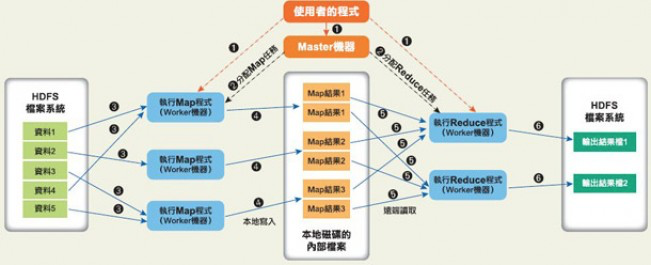 使用者的程式
❶
❶
❶
Master機器
❷分配Map任務
❷分配Reduce任務
HDFS
檔案系統
資料1
資料2
資料3
資料4
資料5
❸
❸
❸
❸
❸
執行Map程式
(Worker機器)
執行Map程式
(Worker機器)
執行Map程式
(Worker機器)
❹
❹
❹
本地寫入
Map結果1
Map結果1
Map結果2
Map結果2
Map結果3
Map結果3
本地磁碟的
內部檔案
❺
❺
❺
❺
❺
❺
遠端讀取
執行Reduce程式
(Worker機器)
執行Reduce程式
(Worker機器)
❻
❻
HDFS
檔案系統
輸出結果檔1
輸出結果檔2